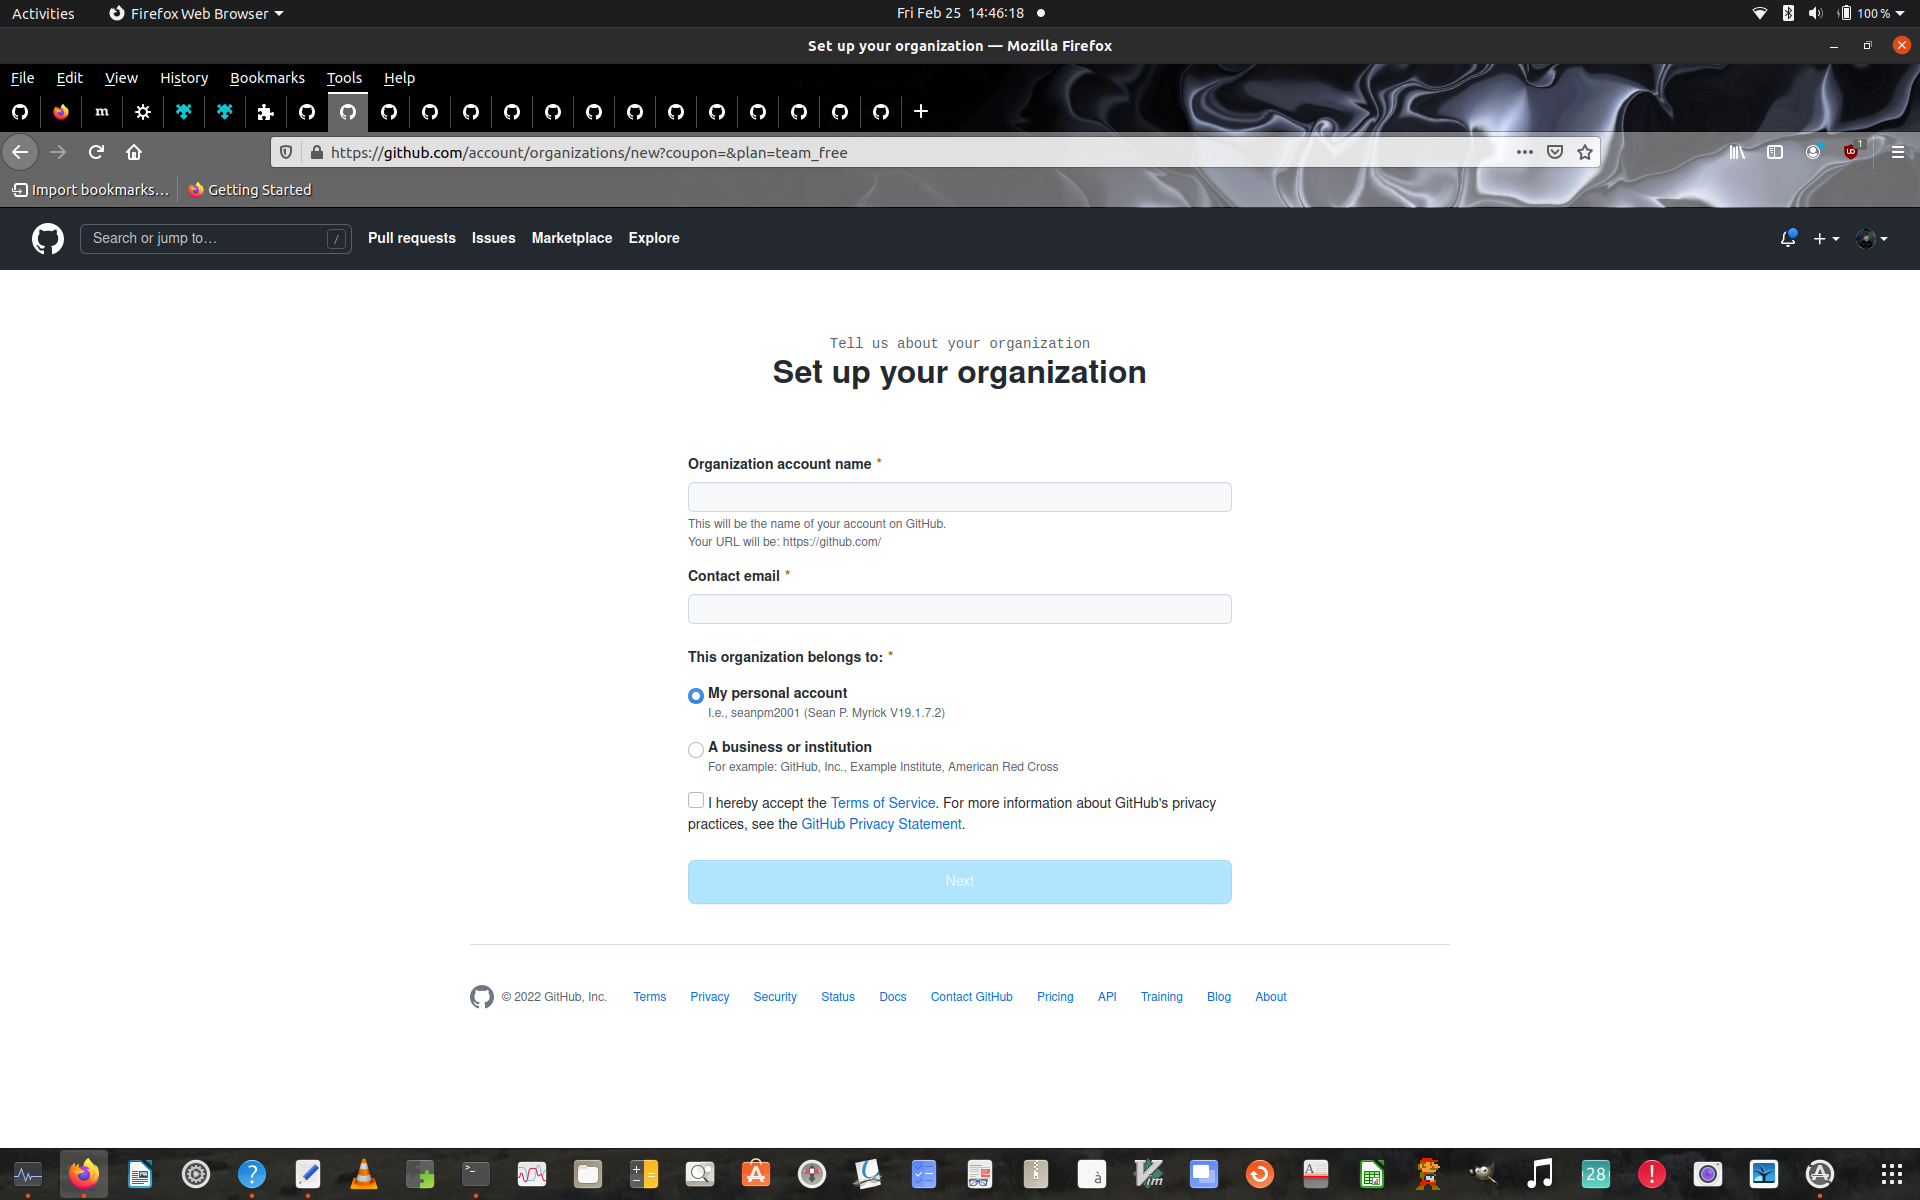 Activities
Firefox Web Browser
Fri Feb 25 14:46:18
100 %
Set up your organization — Mozilla Firefox
File Edit View History Bookmarks Tools Help
m
https://github.com/account/organizations/new?coupon=&plan=team_free
1
Import bookmarks…
Getting Started
Search or jump to…
/
Pull requests
Issues
Marketplace
Explore
Tell us about your organization
Set up your organization
Organization account name *
This will be the name of your account on GitHub.
Your URL will be: https://github.com/
Contact email *
This organization belongs to: *
My personal account
I.e., seanpm2001 (Sean P. Myrick V19.1.7.2)
A business or institution
For example: GitHub, Inc., Example Institute, American Red Cross
I hereby accept the Terms of Service. For more information about GitHub's privacy
practices, see the GitHub Privacy Statement.
Next
© 2022 GitHub, Inc.
Terms
Privacy
Security
Status
Docs
Contact GitHub
Pricing
API
Training
Blog
About
?
>_
à
Vim
A
28
!